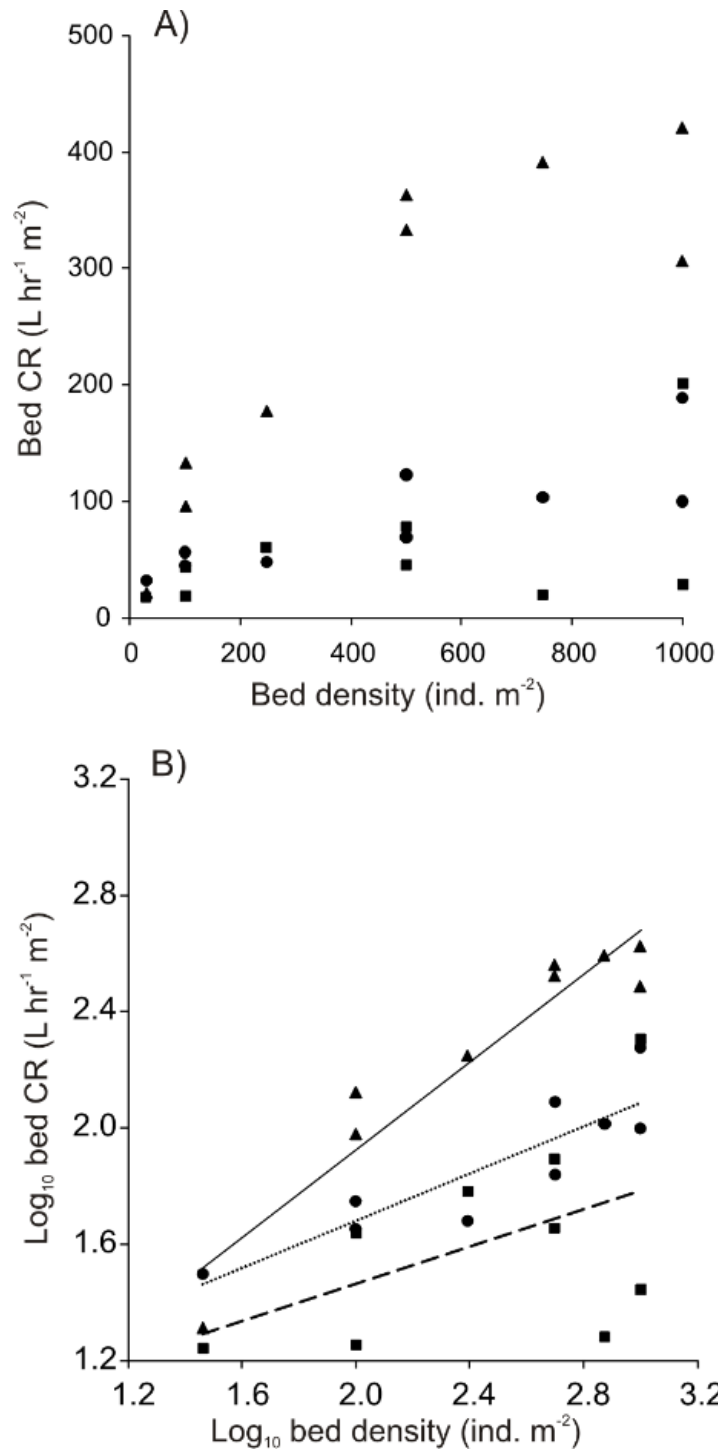 A)
500
400
300
200
100
0
Bed CR (L hr⁻¹ m⁻²)
0 200 400 600 800 1000
Bed density (ind. m⁻²)
B)
3.2
2.8
2.4
2.0
1.6
1.2
Log₁₀ bed CR (L hr⁻¹ m⁻²)
1.2 1.6 2.0 2.4 2.8 3.2
Log₁₀ bed density (ind. m⁻²)